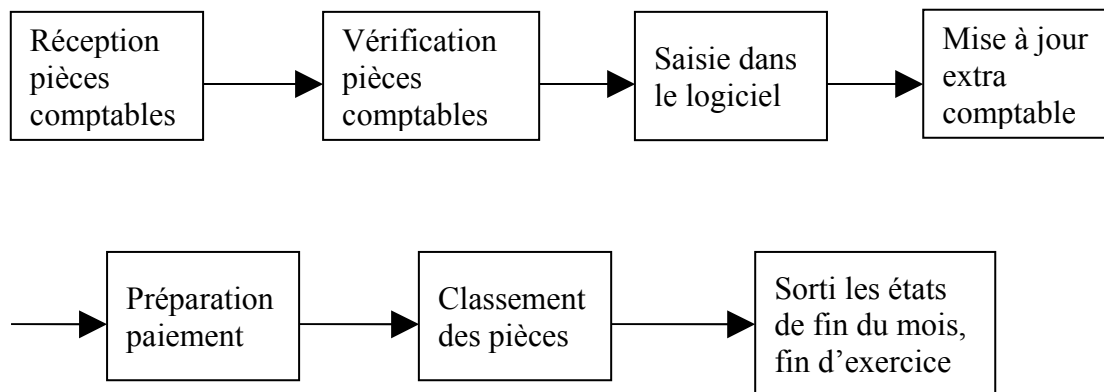 Réception
pièces
comptables
Vérification
pièces
comptables
Saisie dans
le logiciel
Mise à jour
extra
comptable
Préparation
paiement
Classement
des pièces
Sorti les états
de fin du mois,
fin d’exercice